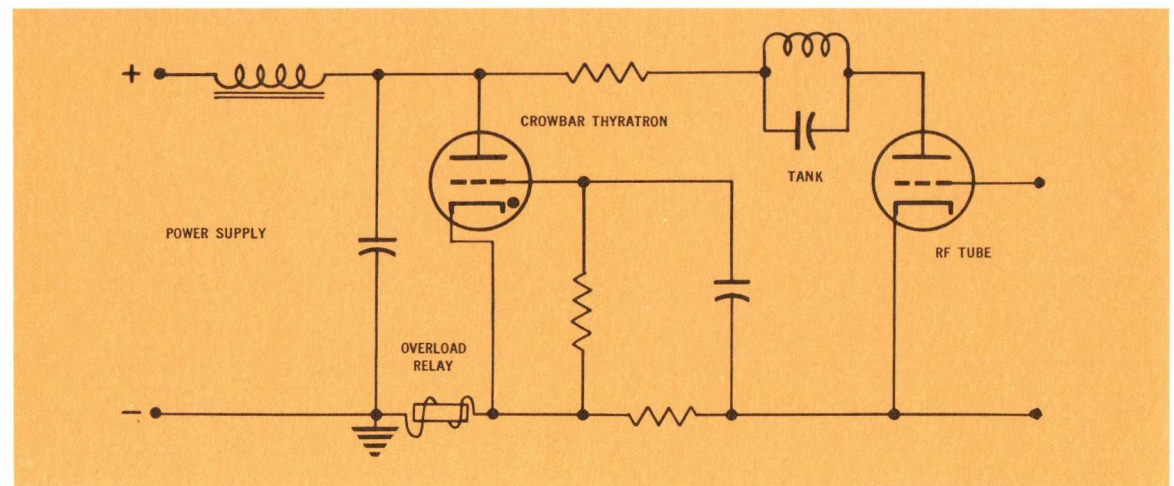 +
CROWBAR THYRATRON
TANK
POWER SUPPLY
RF TUBE
OVERLOAD
RELAY
−